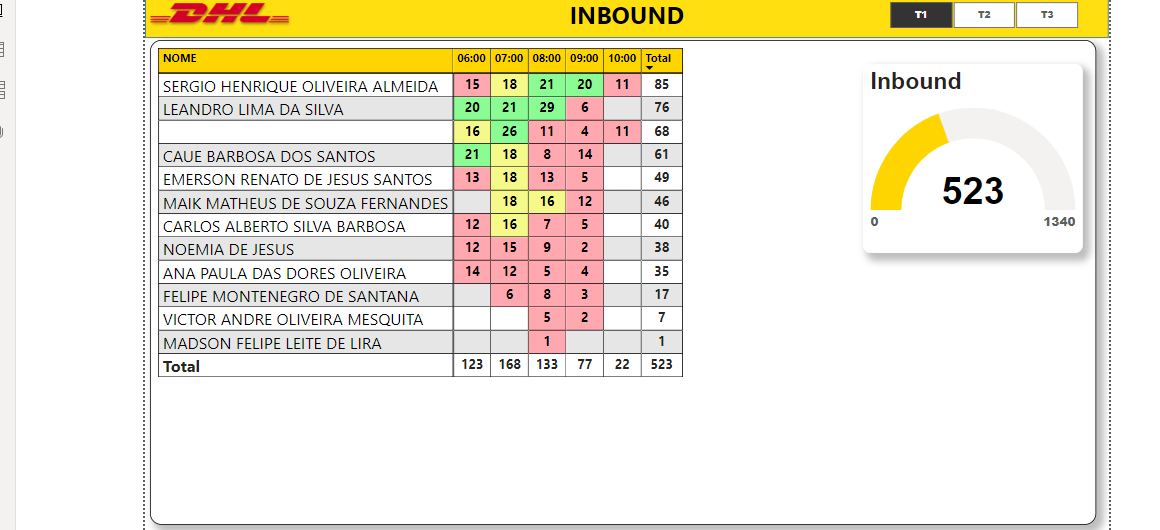 DHL INBOUND T1 T2 T3
NOME 06:00 07:00 08:00 09:00 10:00 Total
SERGIO HENRIQUE OLIVEIRA ALMEIDA 15 18 21 20 11 85
LEANDRO LIMA DA SILVA 20 21 29 6 76
16 26 11 4 11 68
CAUE BARBOSA DOS SANTOS 21 18 8 14 61
EMERSON RENATO DE JESUS SANTOS 13 18 13 5 49
MAIK MATHEUS DE SOUZA FERNANDES 18 16 12 46
CARLOS ALBERTO SILVA BARBOSA 12 16 7 5 40
NOEMIA DE JESUS 12 15 9 2 38
ANA PAULA DAS DORES OLIVEIRA 14 12 5 4 35
FELIPE MONTENEGRO DE SANTANA 6 8 3 17
VICTOR ANDRE OLIVEIRA MESQUITA 5 2 7
MADSON FELIPE LEITE DE LIRA 1 1
Total 123 168 133 77 22 523
Inbound
523
0 1340